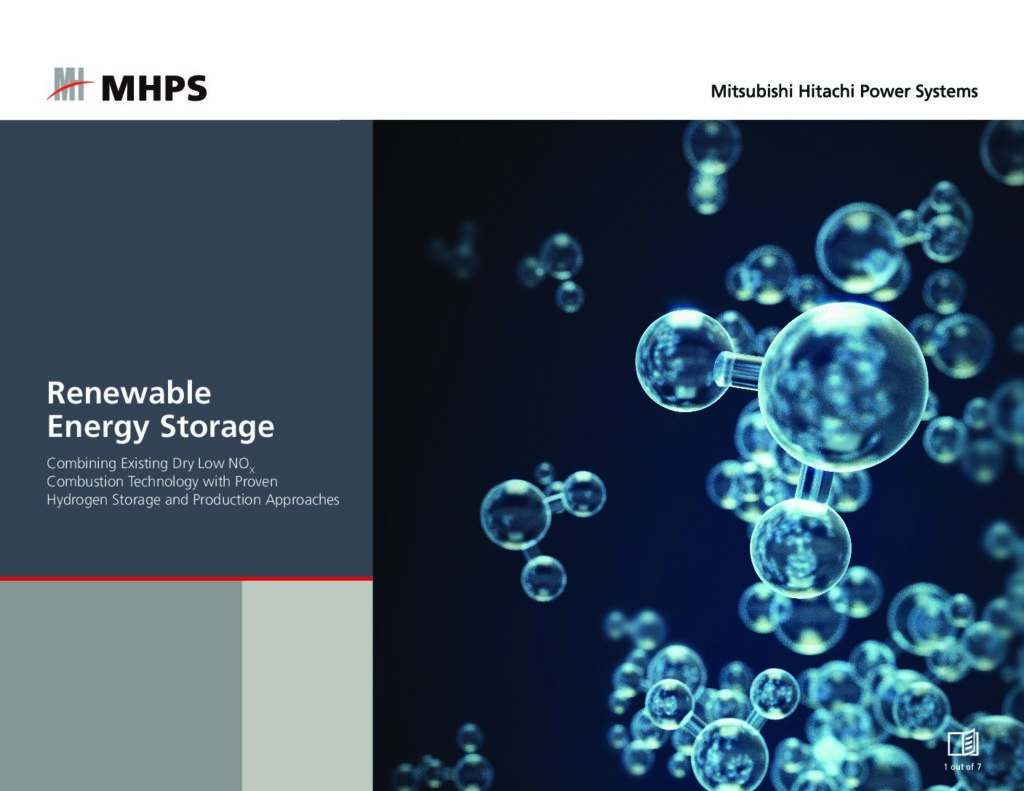 MHPS
Mitsubishi Hitachi Power Systems
Renewable
Energy Storage
Combining Existing Dry Low NOx
Combustion Technology with Proven
Hydrogen Storage and Production Approaches
1 out of 7